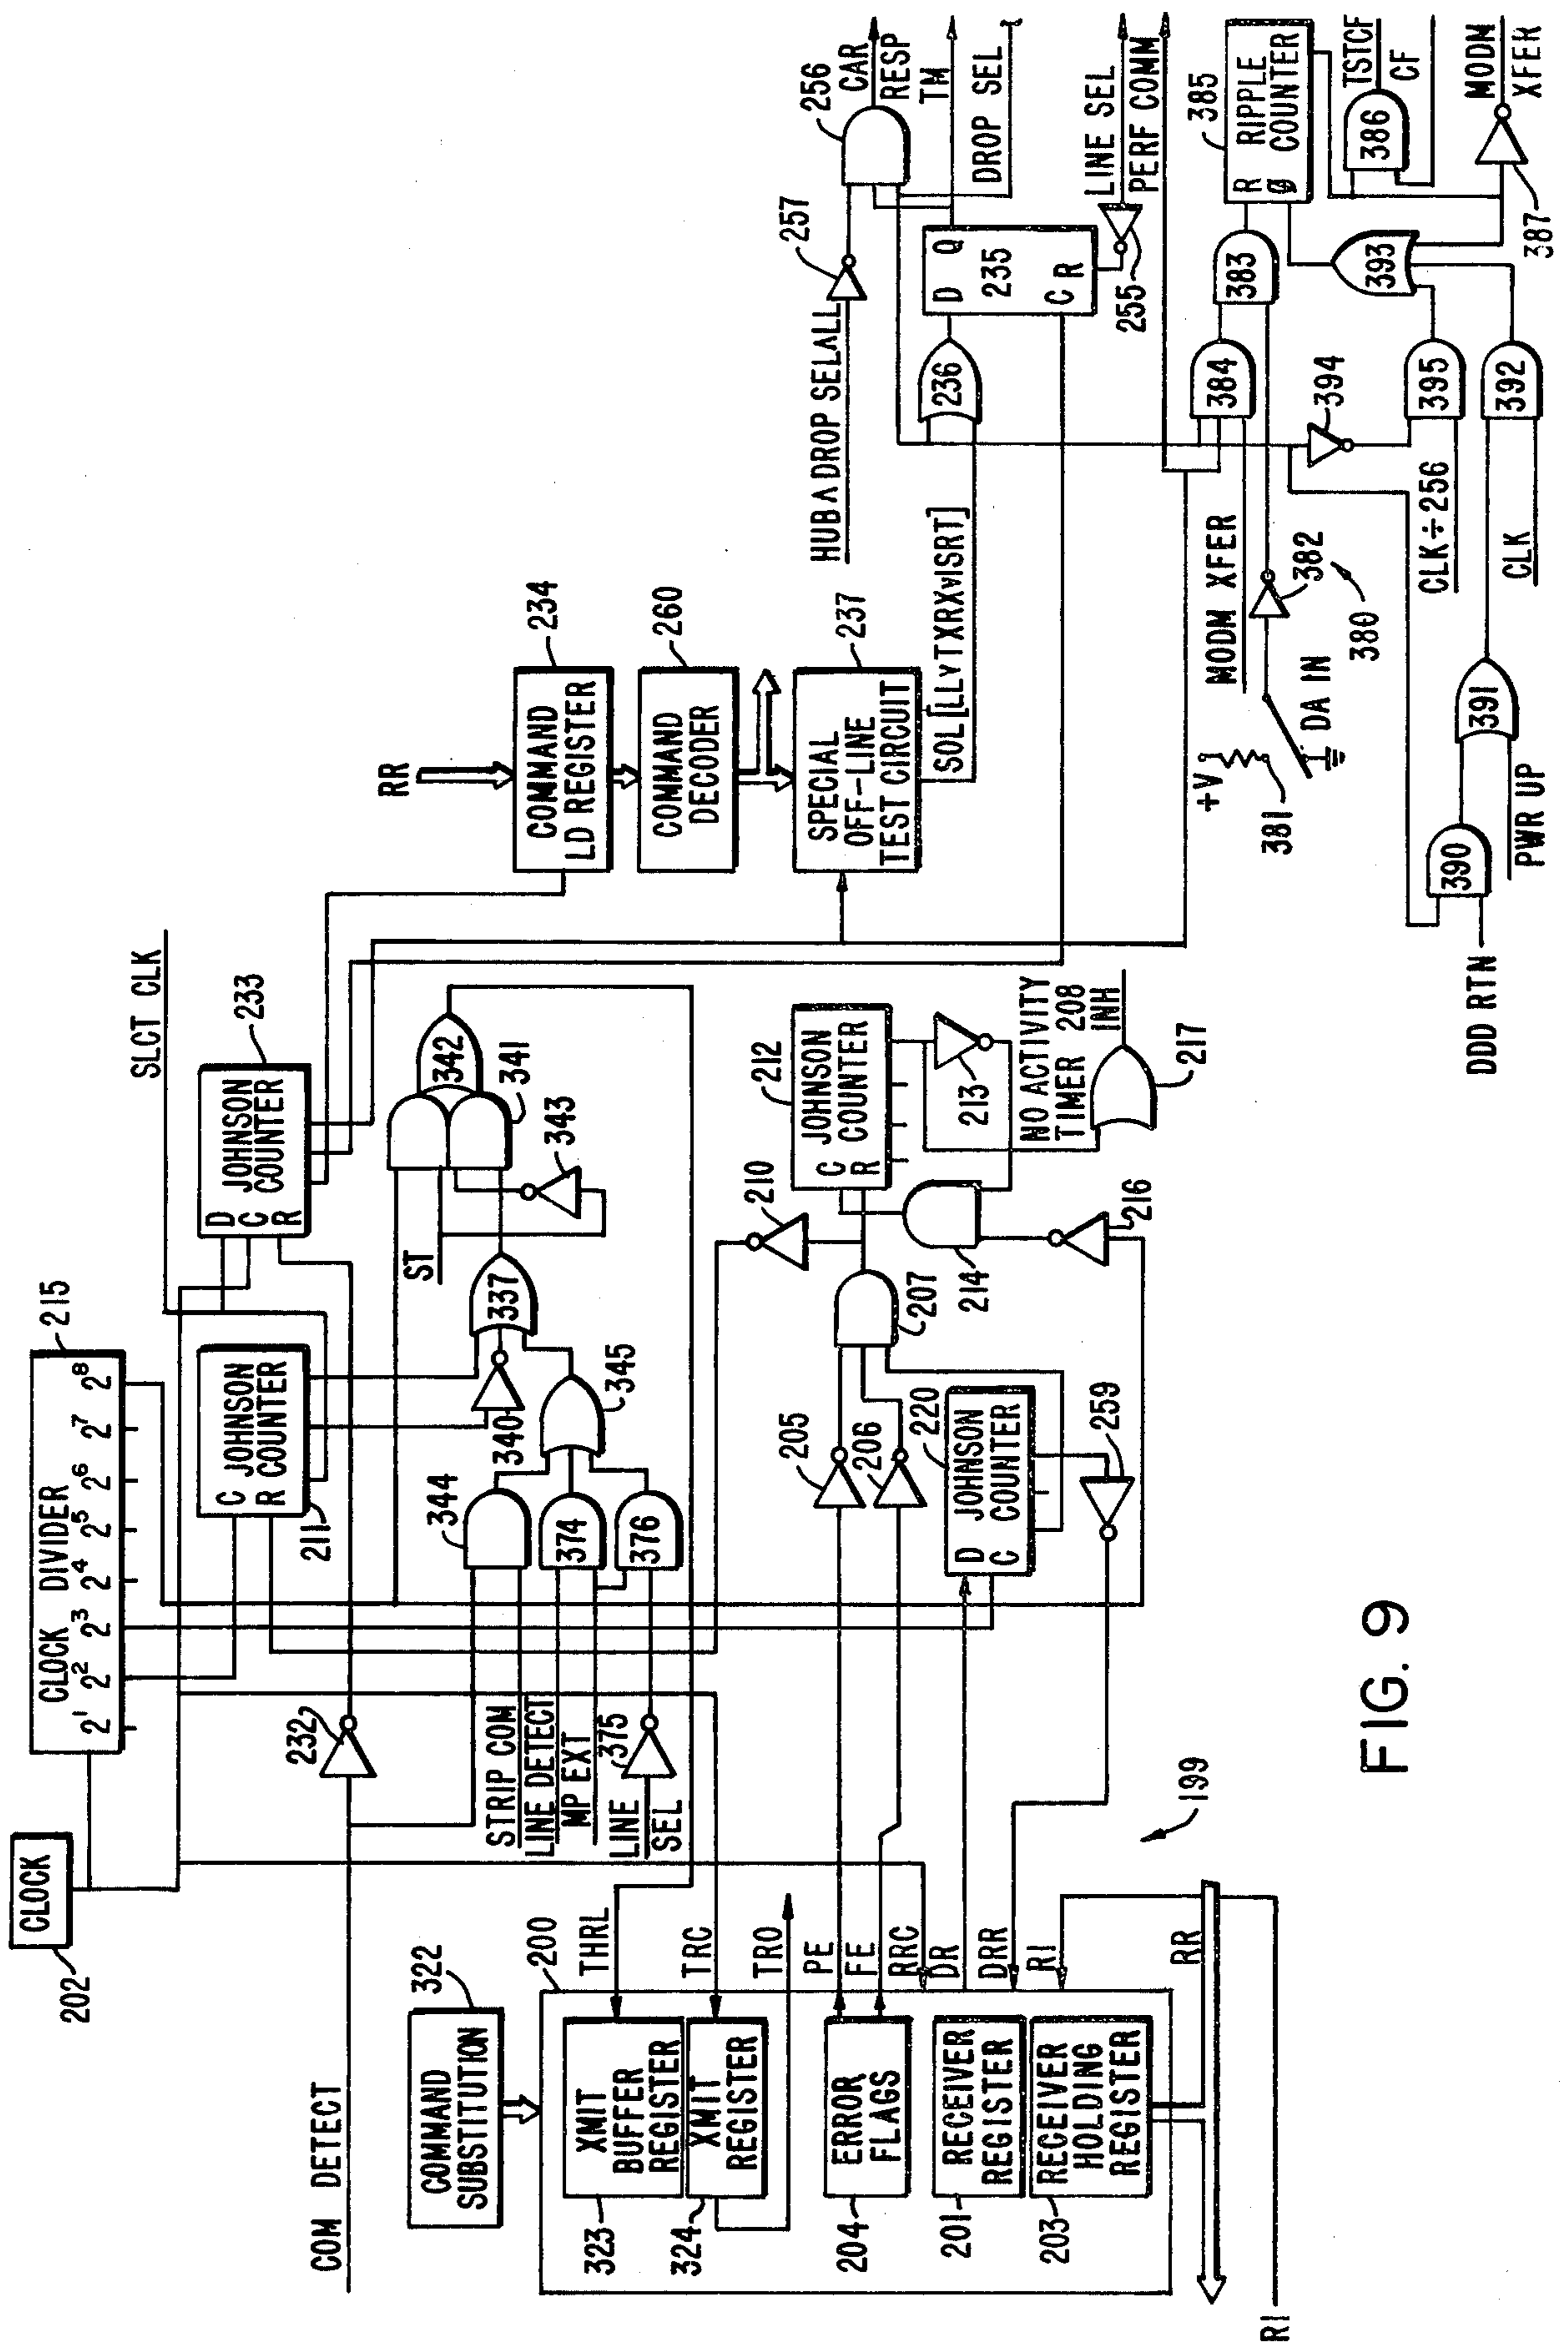 CLOCK
202
CLOCK DIVIDER
2¹ 2² 2³ 2⁴ 2⁵ 2⁶ 2⁷ 2⁸
215
SLCT CLK
C
R
JOHNSON
COUNTER
211
D
C
R
JOHNSON
COUNTER
233
COM DETECT
232
RR
COMMAND
LD REGISTER
234
COMMAND
DECODER
260
SPECIAL
OFF-LINE
TEST CIRCUIT
237
SOL[LLVTXRXVISRT]
COMMAND
SUBSTITUTION
322
200
XMIT
BUFFER
REGISTER
323
XMIT
REGISTER
324
ERROR
FLAGS
204
RECEIVER
REGISTER
201
RECEIVER
HOLDING
REGISTER
203
THRL
TRC
TRO
PE
FE
RRC
DR
DRR
RI
RR
RI
199
STRIP COM
LINE DETECT
MP EXT
LINE
SEL
375
344
374
376
345
340
337
ST
343
341
342
205
206
207
210
D
C
JOHNSON
COUNTER
220
259
C
R
JOHNSON
COUNTER
212
213
214
216
NO ACTIVITY
TIMER 208
INH
217
HUB Λ DROP SELALL
257
256
CAR
RESP
TM
DROP SEL
D Q
235
C R
236
255
LINE SEL
PERF COMM
MODM XFER
384
383
R
Ø
RIPPLE
COUNTER
385
386
TSTCF
CF
MODM
XFER
387
393
394
395
392
CLK÷256
CLK
382
380
+V
381
DA IN
391
390
PWR UP
DDD RTN
FIG. 9